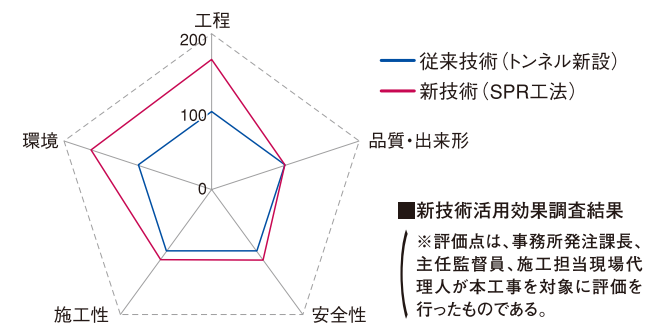 工程
200
100
0
環境
品質・出来形
施工性
安全性
従来技術（トンネル新設）
新技術（SPR工法）
■新技術活用効果調査結果
※評価点は、事務所発注課長、
主任監督員、施工担当現場代
理人が本工事を対象に評価を
行ったものである。